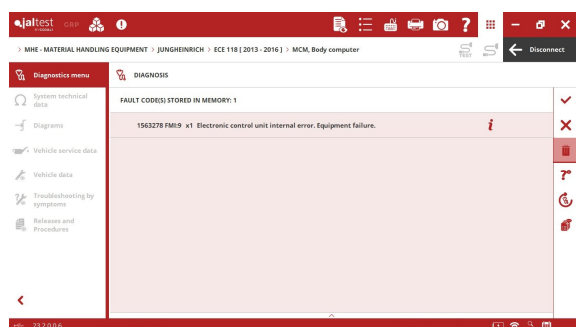 jaltest GRP
> MHE - MATERIAL HANDLING EQUIPMENT > JUNGHEINRICH > ECE 118 [ 2013 - 2016 ] > MCM, Body computer
TEST
Disconnect
Diagnostics menu
DIAGNOSIS
System technical
data
FAULT CODE(S) STORED IN MEMORY: 1
Diagrams
1563278 FMI:9 x1 Electronic control unit internal error. Equipment failure.
Vehicle service data
Vehicle data
Troubleshooting by
symptoms
Releases and
Procedures
23.2.0.0.6